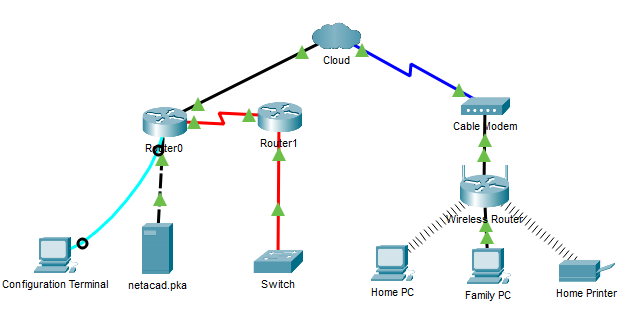 Cloud
Cable Modem
Router0
Router1
Wireless Router
Configuration Terminal
netacad.pka
Switch
Home PC
Family PC
Home Printer